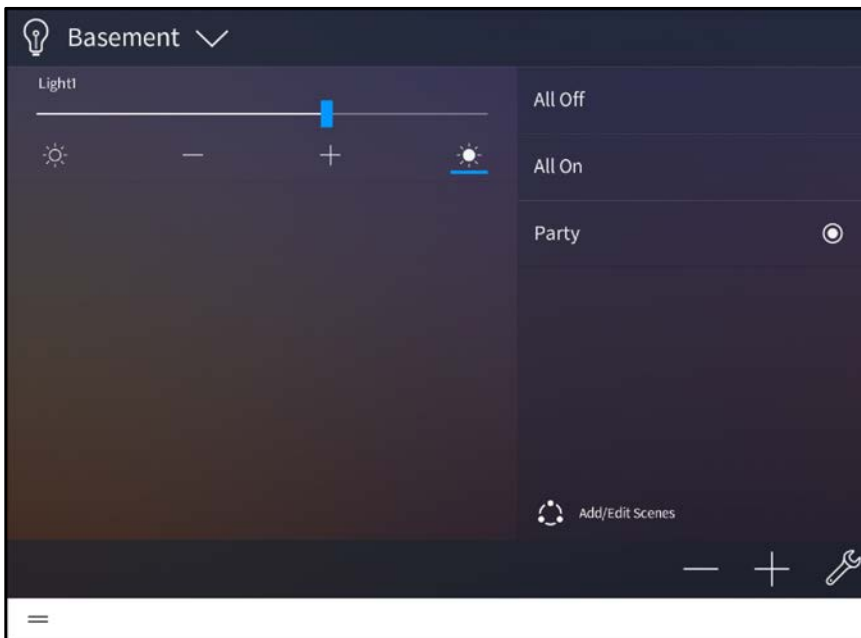 Basement
Light1
All Off
All On
Party
Add/Edit Scenes